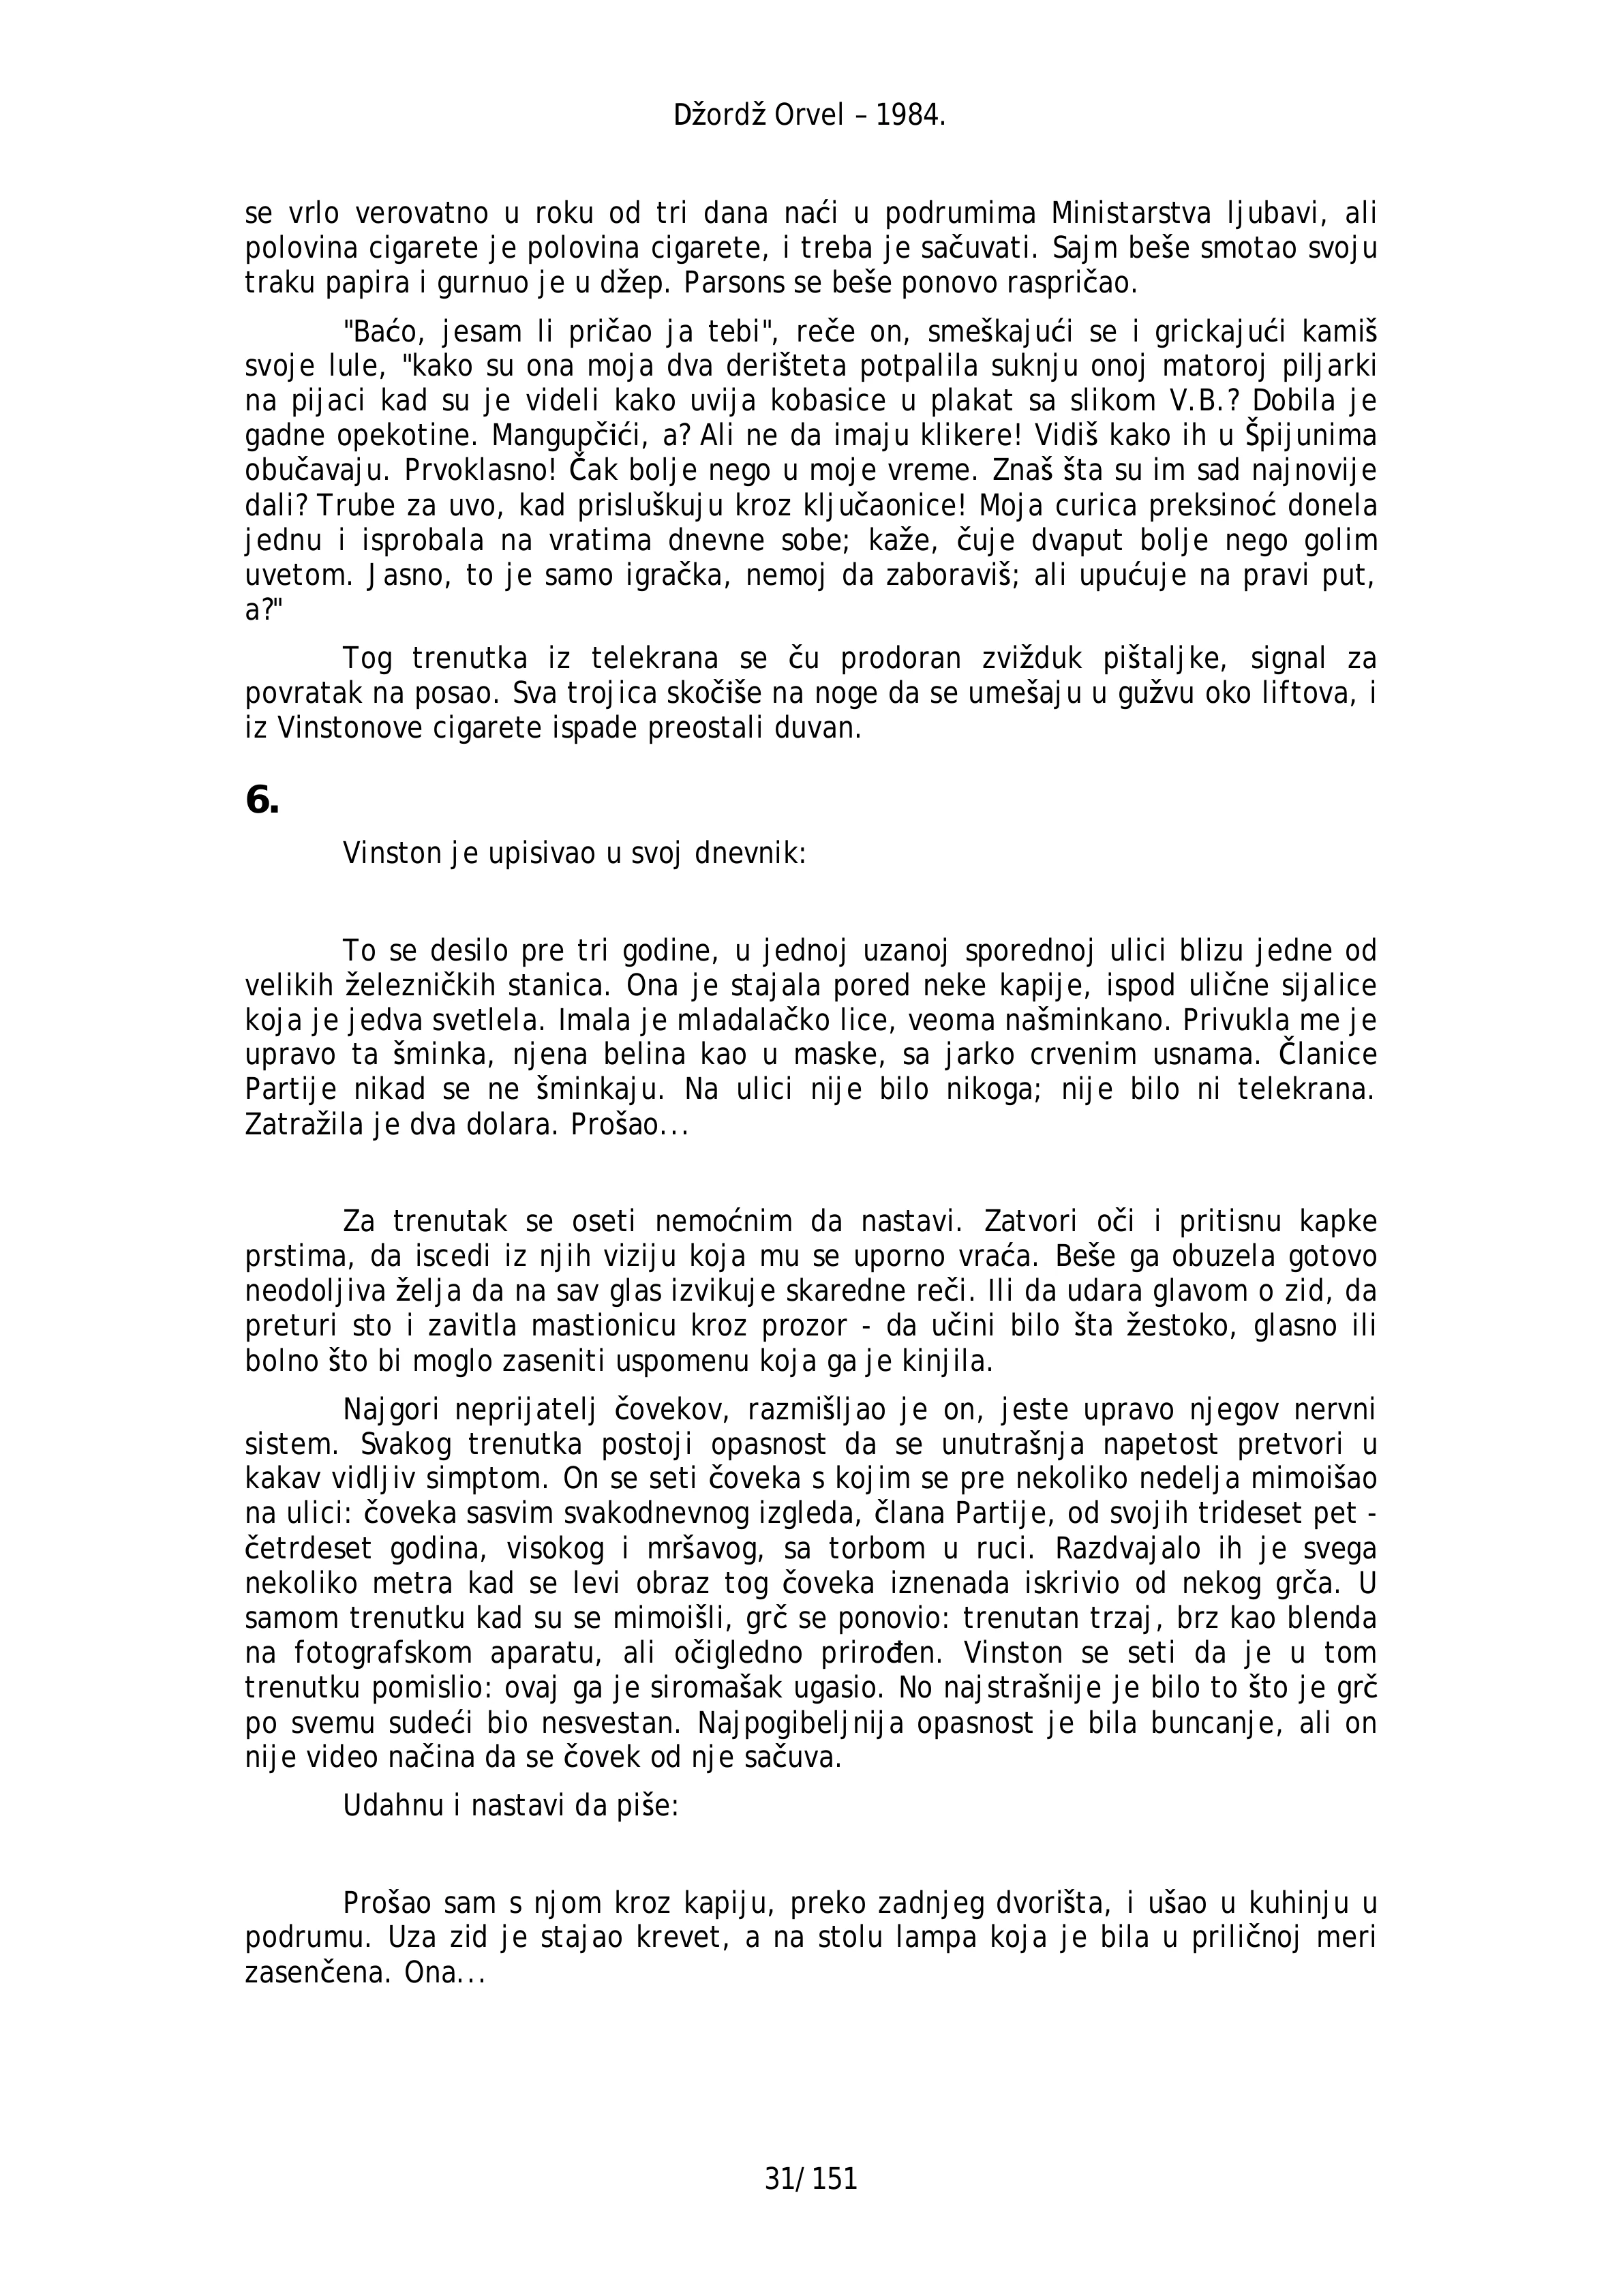 Džordž Orvel – 1984.
se vrlo verovatno u roku od tri dana naći u podrumima Ministarstva ljubavi, ali
polovina cigarete je polovina cigarete, i treba je sačuvati. Sajm beše smotao svoju
traku papira i gurnuo je u džep. Parsons se beše ponovo raspričao.
"Baćo, jesam li pričao ja tebi", reče on, smeškajući se i grickajući kamiš
svoje lule, "kako su ona moja dva derišteta potpalila suknju onoj matoroj piljarki
na pijaci kad su je videli kako uvija kobasice u plakat sa slikom V.B.? Dobila je
gadne opekotine. Mangupčići, a? Ali ne da imaju klikere! Vidiš kako ih u Špijunima
obučavaju. Prvoklasno! Čak bolje nego u moje vreme. Znaš šta su im sad najnovije
dali? Trube za uvo, kad prisluškuju kroz ključaonice! Moja curica preksinoć donela
jednu i isprobala na vratima dnevne sobe; kaže, čuje dvaput bolje nego golim
uvetom. Jasno, to je samo igračka, nemoj da zaboraviš; ali upućuje na pravi put,
a?"
Tog trenutka iz telekrana se ču prodoran zvižduk pištaljke, signal za
povratak na posao. Sva trojica skočiše na noge da se umešaju u gužvu oko liftova, i
iz Vinstonove cigarete ispade preostali duvan.
6.
Vinston je upisivao u svoj dnevnik:
To se desilo pre tri godine, u jednoj uzanoj sporednoj ulici blizu jedne od
velikih železničkih stanica. Ona je stajala pored neke kapije, ispod ulične sijalice
koja je jedva svetlela. Imala je mladalačko lice, veoma našminkano. Privukla me je
upravo ta šminka, njena belina kao u maske, sa jarko crvenim usnama. Članice
Partije nikad se ne šminkaju. Na ulici nije bilo nikoga; nije bilo ni telekrana.
Zatražila je dva dolara. Prošao...
Za trenutak se oseti nemoćnim da nastavi. Zatvori oči i pritisnu kapke
prstima, da iscedi iz njih viziju koja mu se uporno vraća. Beše ga obuzela gotovo
neodoljiva želja da na sav glas izvikuje skaredne reči. Ili da udara glavom o zid, da
preturi sto i zavitla mastionicu kroz prozor - da učini bilo šta žestoko, glasno ili
bolno što bi moglo zaseniti uspomenu koja ga je kinjila.
Najgori neprijatelj čovekov, razmišljao je on, jeste upravo njegov nervni
sistem. Svakog trenutka postoji opasnost da se unutrašnja napetost pretvori u
kakav vidljiv simptom. On se seti čoveka s kojim se pre nekoliko nedelja mimoišao
na ulici: čoveka sasvim svakodnevnog izgleda, člana Partije, od svojih trideset pet -
četrdeset godina, visokog i mršavog, sa torbom u ruci. Razdvajalo ih je svega
nekoliko metra kad se levi obraz tog čoveka iznenada iskrivio od nekog grča. U
samom trenutku kad su se mimoišli, grč se ponovio: trenutan trzaj, brz kao blenda
na fotografskom aparatu, ali očigledno prirođen. Vinston se seti da je u tom
trenutku pomislio: ovaj ga je siromašak ugasio. No najstrašnije je bilo to što je grč
po svemu sudeći bio nesvestan. Najpogibeljnija opasnost je bila buncanje, ali on
nije video načina da se čovek od nje sačuva.
Udahnu i nastavi da piše:
Prošao sam s njom kroz kapiju, preko zadnjeg dvorišta, i ušao u kuhinju u
podrumu. Uza zid je stajao krevet, a na stolu lampa koja je bila u priličnoj meri
zasenčena. Ona...
31/ 151